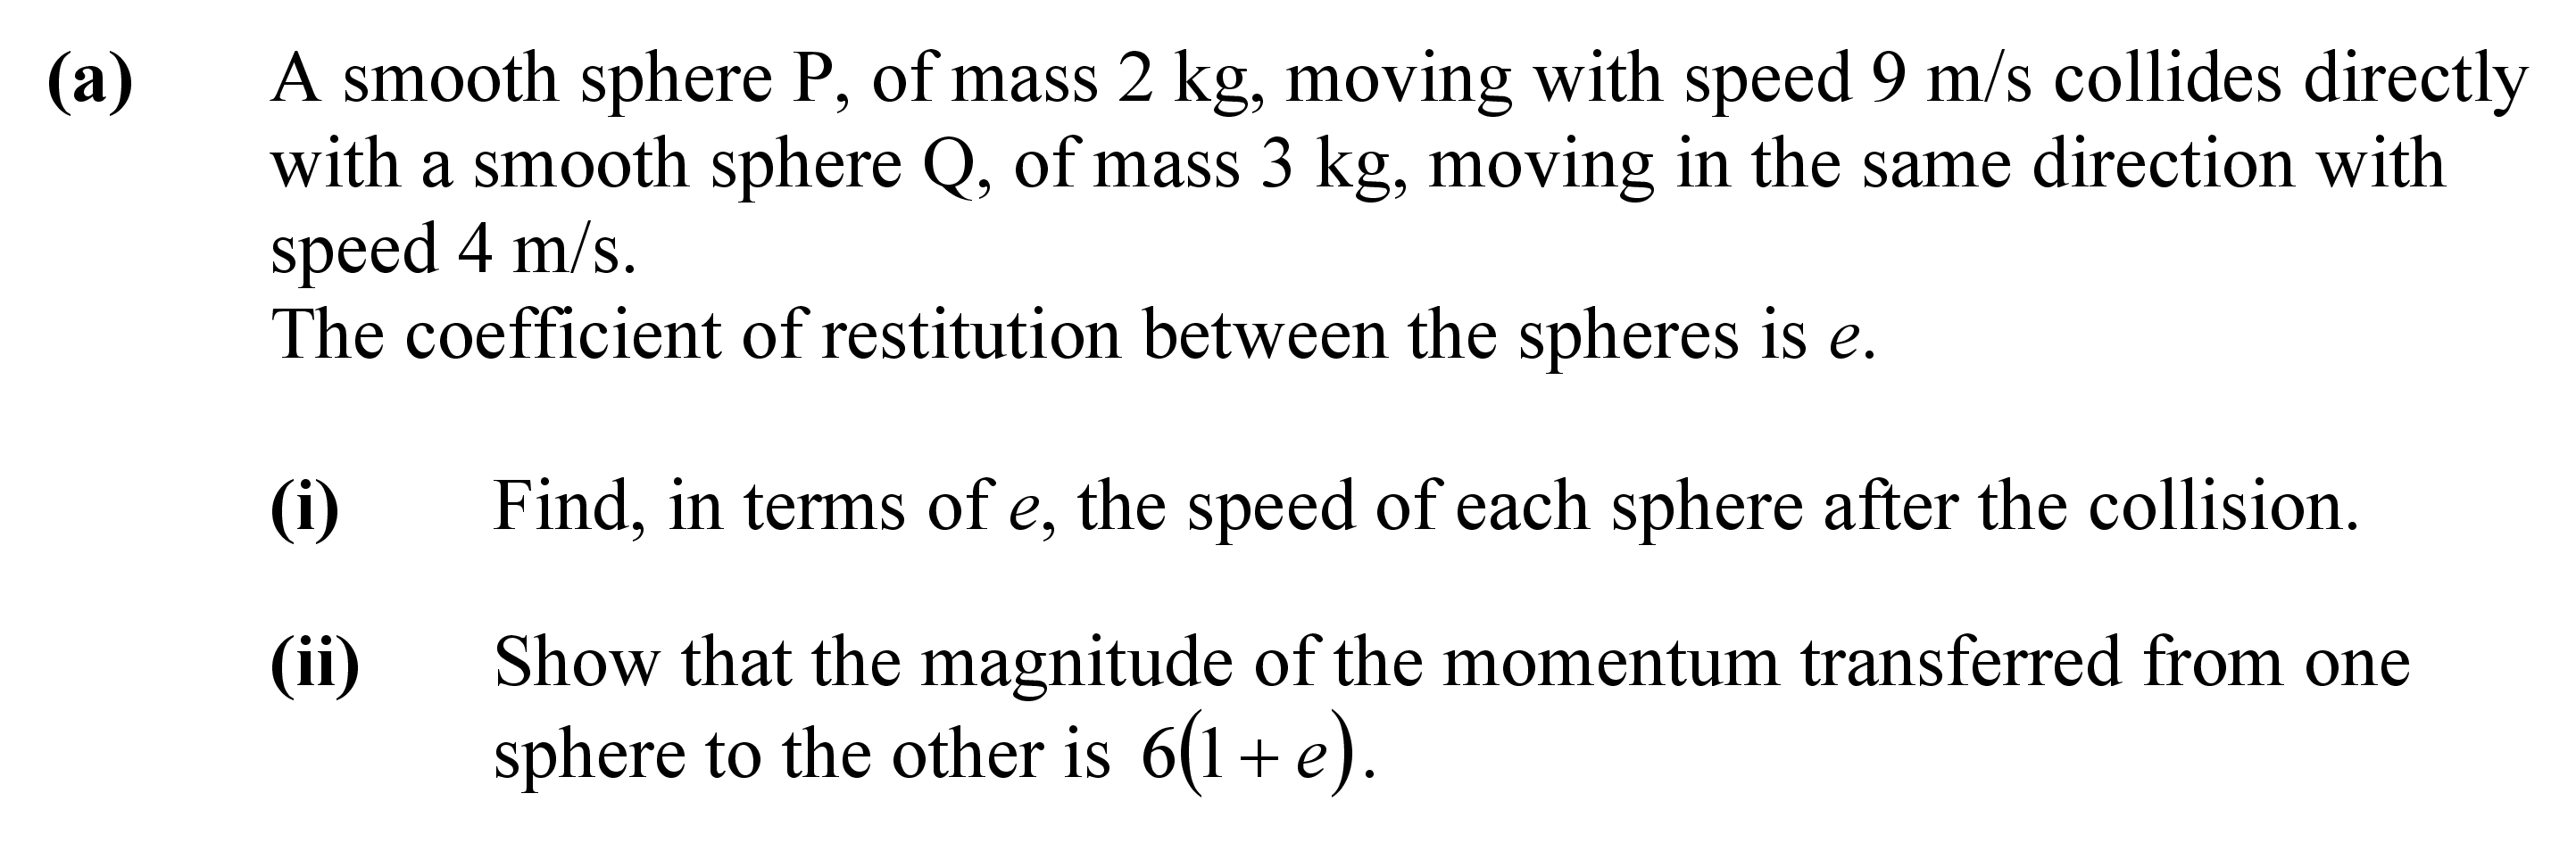 (a) A smooth sphere P, of mass 2 kg, moving with speed 9 m/s collides directly
with a smooth sphere Q, of mass 3 kg, moving in the same direction with
speed 4 m/s.
The coefficient of restitution between the spheres is e.
(i) Find, in terms of e, the speed of each sphere after the collision.
(ii) Show that the magnitude of the momentum transferred from one
sphere to the other is 6(1 + e).